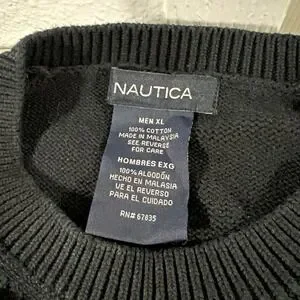 NAUTICA
MEN XL
100% COTTON
MADE IN MALAYSIA
SEE REVERSE
FOR CARE
HOMBRES EXG
100% ALGODÓN
HECHO EN MALASIA
VE EL REVERSO
PARA EL CUIDADO
RN# 67835